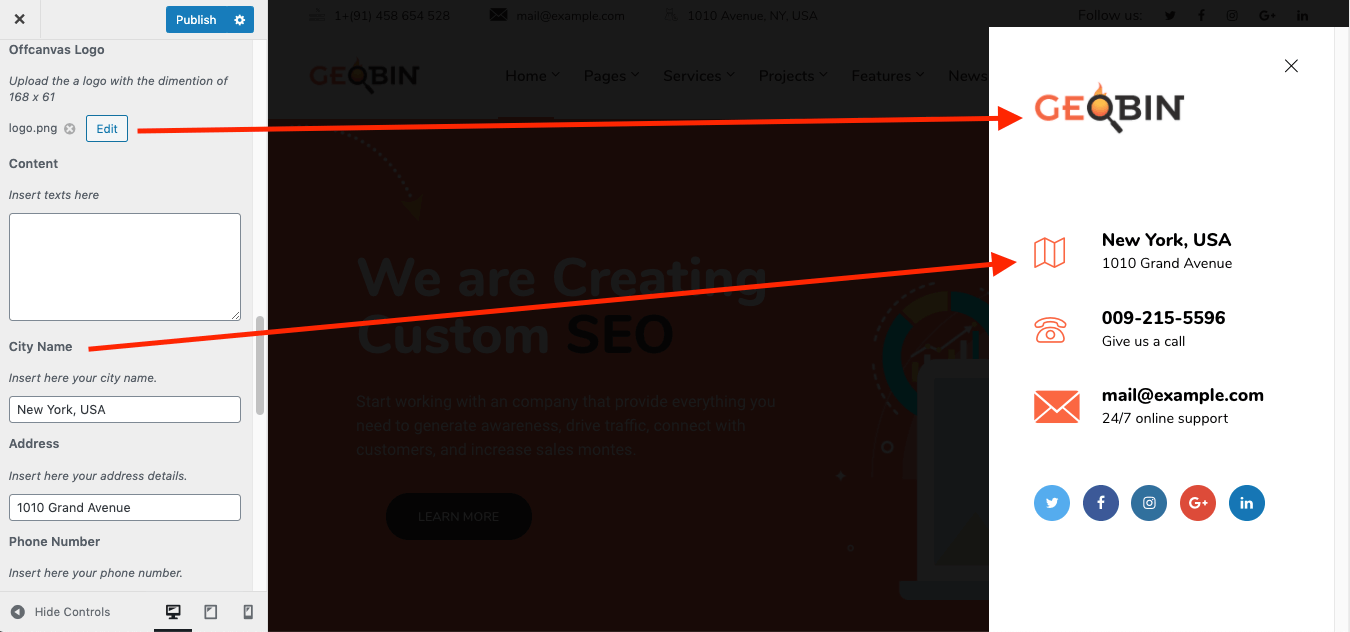 Publish
Offcanvas Logo
Upload the a logo with the dimention of
168 x 61
logo.png
Edit
Content
Insert texts here
City Name
Insert here your city name.
New York, USA
Address
Insert here your address details.
1010 Grand Avenue
Phone Number
Insert here your phone number.
Hide Controls
1+(91) 458 654 528
mail@example.com
1010 Avenue, NY, USA
Follow us:
G+
in
GEOBIN
Home
Pages
Services
Projects
Features
News
We are Creating
Custom SEO
Start working with an company that provide everything you
need to generate awareness, drive traffic, connect with
customers, and increase sales montes.
LEARN MORE
GEOBIN
New York, USA
1010 Grand Avenue
009-215-5596
Give us a call
mail@example.com
24/7 online support
f
G+
in